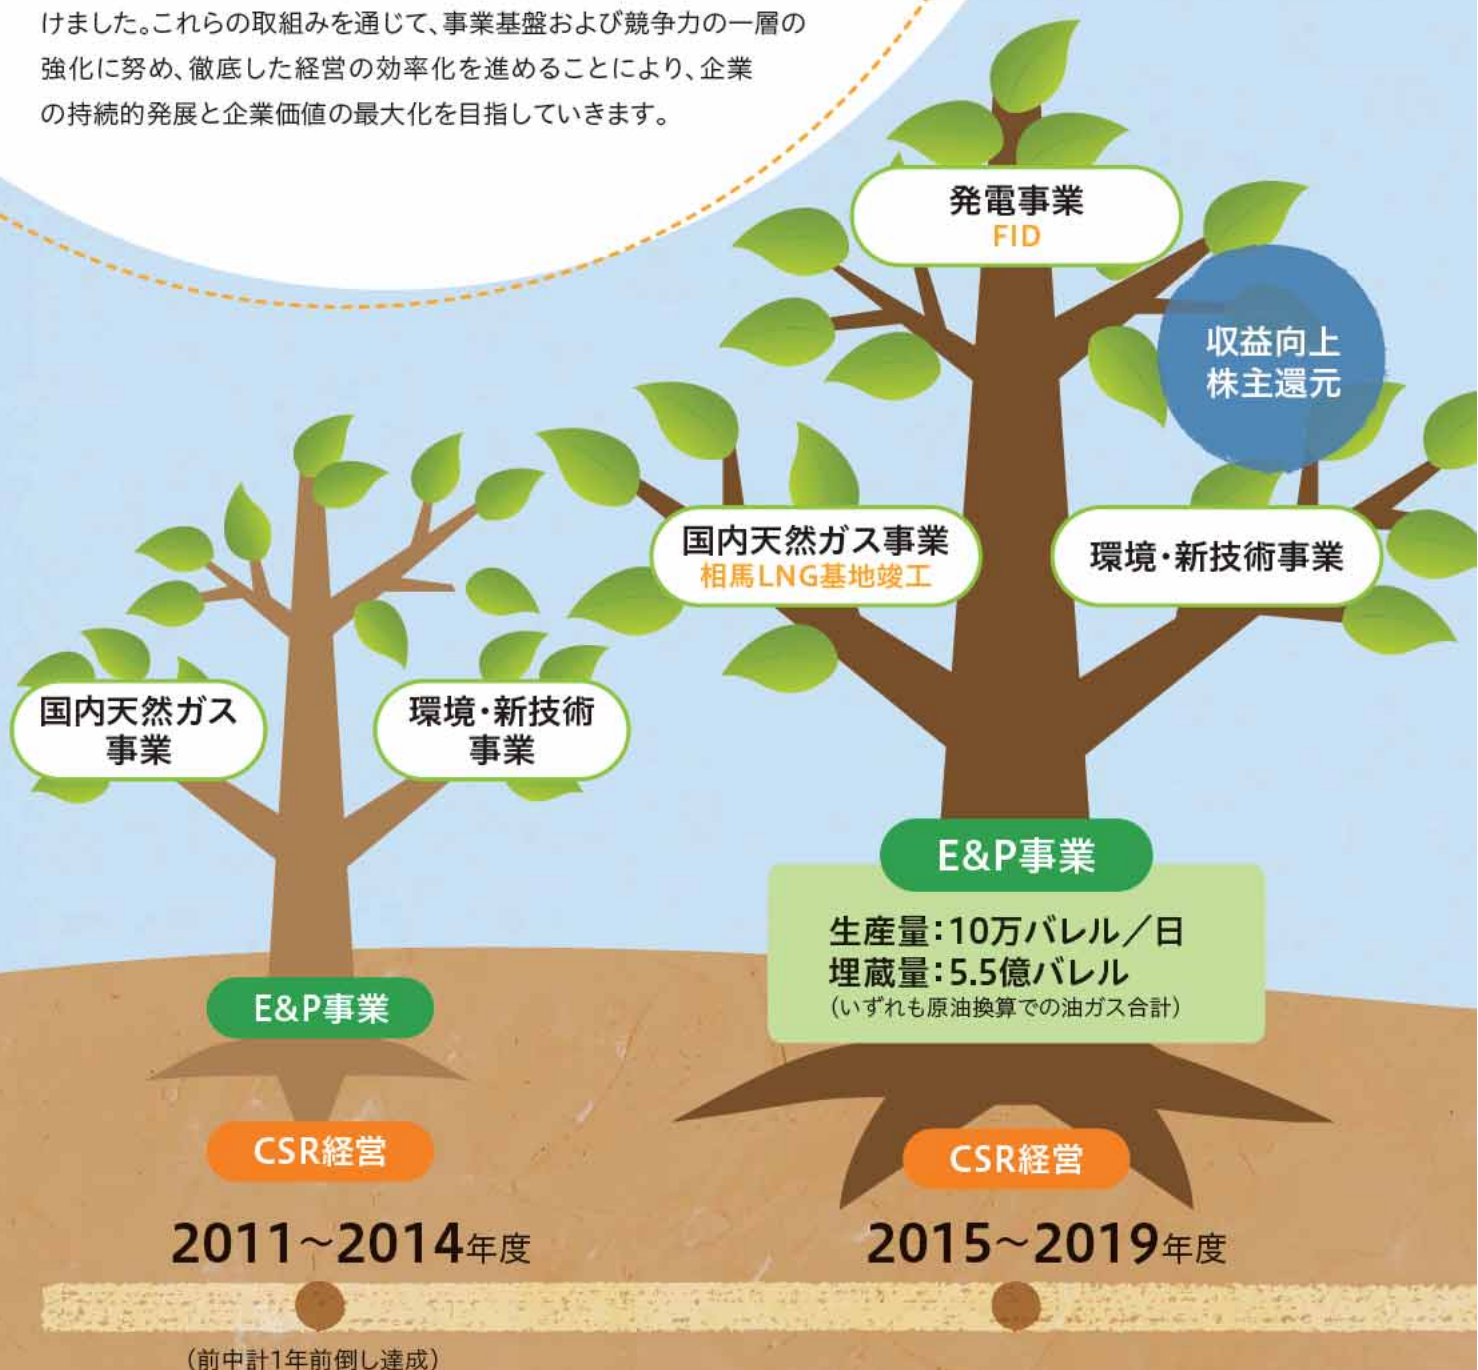 けました。これらの取組みを通じて、事業基盤および競争力の一層の
強化に努め、徹底した経営の効率化を進めることにより、企業
の持続的発展と企業価値の最大化を目指していきます。
発電事業
FID
収益向上
株主還元
国内天然ガス事業
相馬LNG基地竣工
環境・新技術事業
国内天然ガス
事業
環境・新技術
事業
E&P事業
生産量：10万バレル／日
埋蔵量：5.5億バレル
（いずれも原油換算での油ガス合計）
E&P事業
CSR経営
CSR経営
2011～2014年度
2015～2019年度
（前中計1年前倒し達成）